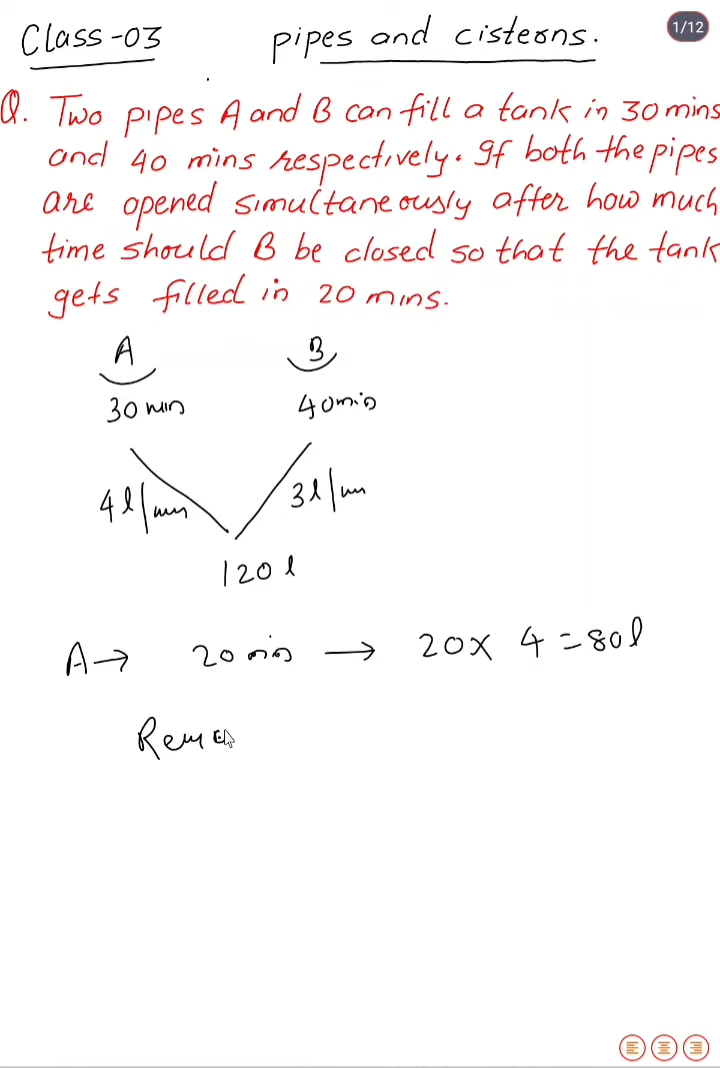 Class-03 pipes and cisterns.
1/12
Q. Two pipes A and B can fill a tank in 30 mins
and 40 mins respectively. If both the pipes
are opened simultaneously after how much
time should B be closed so that the tank
gets filled in 20 mins.
A B
30 min 40 min
4 l/min 3 l/min
120 l
A → 20 min → 20 x 4 = 80 l